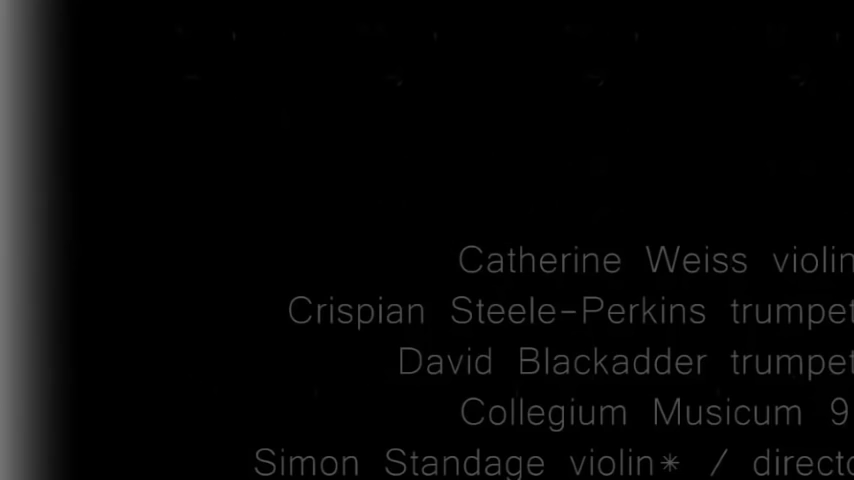 Catherine Weiss violin
Crispian Steele-Perkins trumpet
David Blackadder trumpet
Collegium Musicum 9
Simon Standage violin* / directo